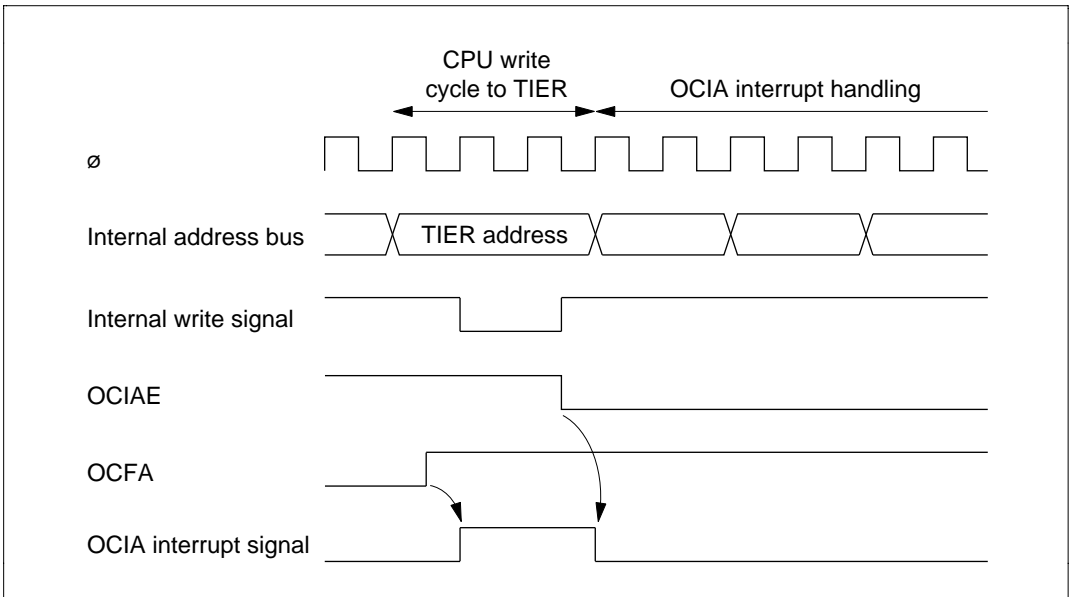 CPU write
cycle to TIER
OCIA interrupt handling
ø
Internal address bus
TIER address
Internal write signal
OCIAE
OCFA
OCIA interrupt signal